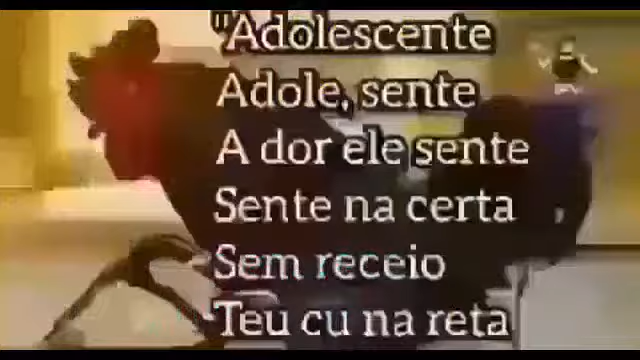 "Adolescente
Adole, sente
A dor ele sente
Sente na certa
Sem receio
Teu cu na reta